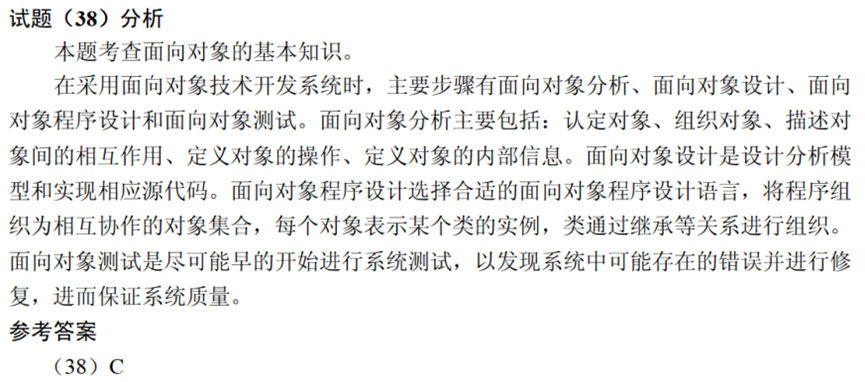 试题（38）分析
本题考查面向对象的基本知识。
在采用面向对象技术开发系统时，主要步骤有面向对象分析、面向对象设计、面向
对象程序设计和面向对象测试。面向对象分析主要包括：认定对象、组织对象、描述对
象间的相互作用、定义对象的操作、定义对象的内部信息。面向对象设计是设计分析模
型和实现相应源代码。面向对象程序设计选择合适的面向对象程序设计语言，将程序组
织为相互协作的对象集合，每个对象表示某个类的实例，类通过继承等关系进行组织。
面向对象测试是尽可能早的开始进行系统测试，以发现系统中可能存在的错误并进行修
复，进而保证系统质量。
参考答案
（38）C